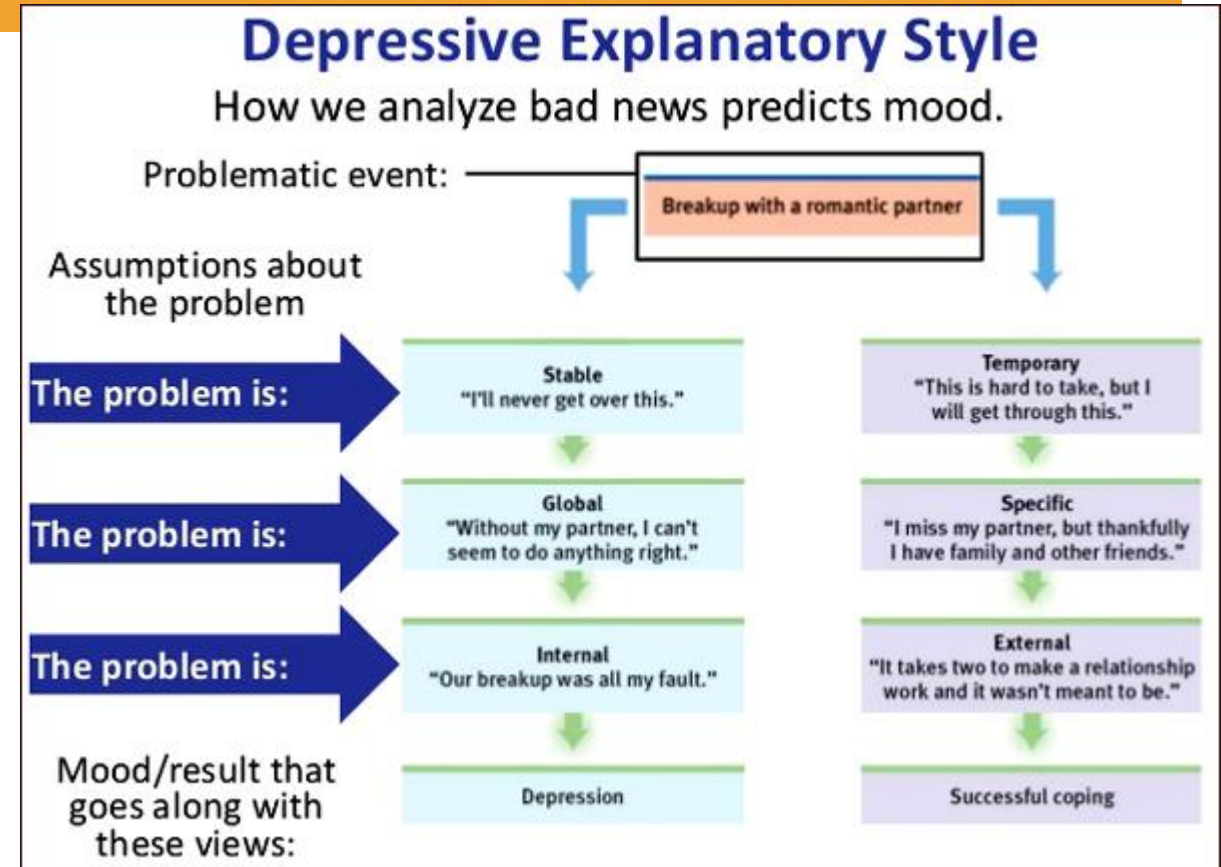 Depressive Explanatory Style
How we analyze bad news predicts mood.
Problematic event:
Breakup with a romantic partner
Assumptions about
the problem
The problem is:
Stable
“I'll never get over this.”
Temporary
“This is hard to take, but I
will get through this.”
The problem is:
Global
“Without my partner, I can't
seem to do anything right.”
Specific
“I miss my partner, but thankfully
I have family and other friends.”
The problem is:
Internal
“Our breakup was all my fault.”
External
“It takes two to make a relationship
work and it wasn't meant to be.”
Mood/result that
goes along with
these views:
Depression
Successful coping